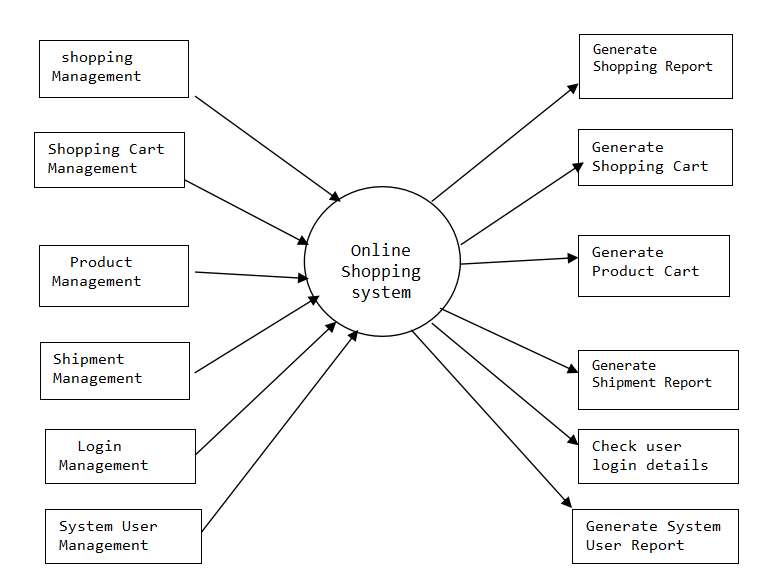 shopping
Management
Shopping Cart
Management
Product
Management
Shipment
Management
Login
Management
System User
Management
Online
Shopping
system
Generate
Shopping Report
Generate
Shopping Cart
Generate
Product Cart
Generate
Shipment Report
Check user
login details
Generate System
User Report